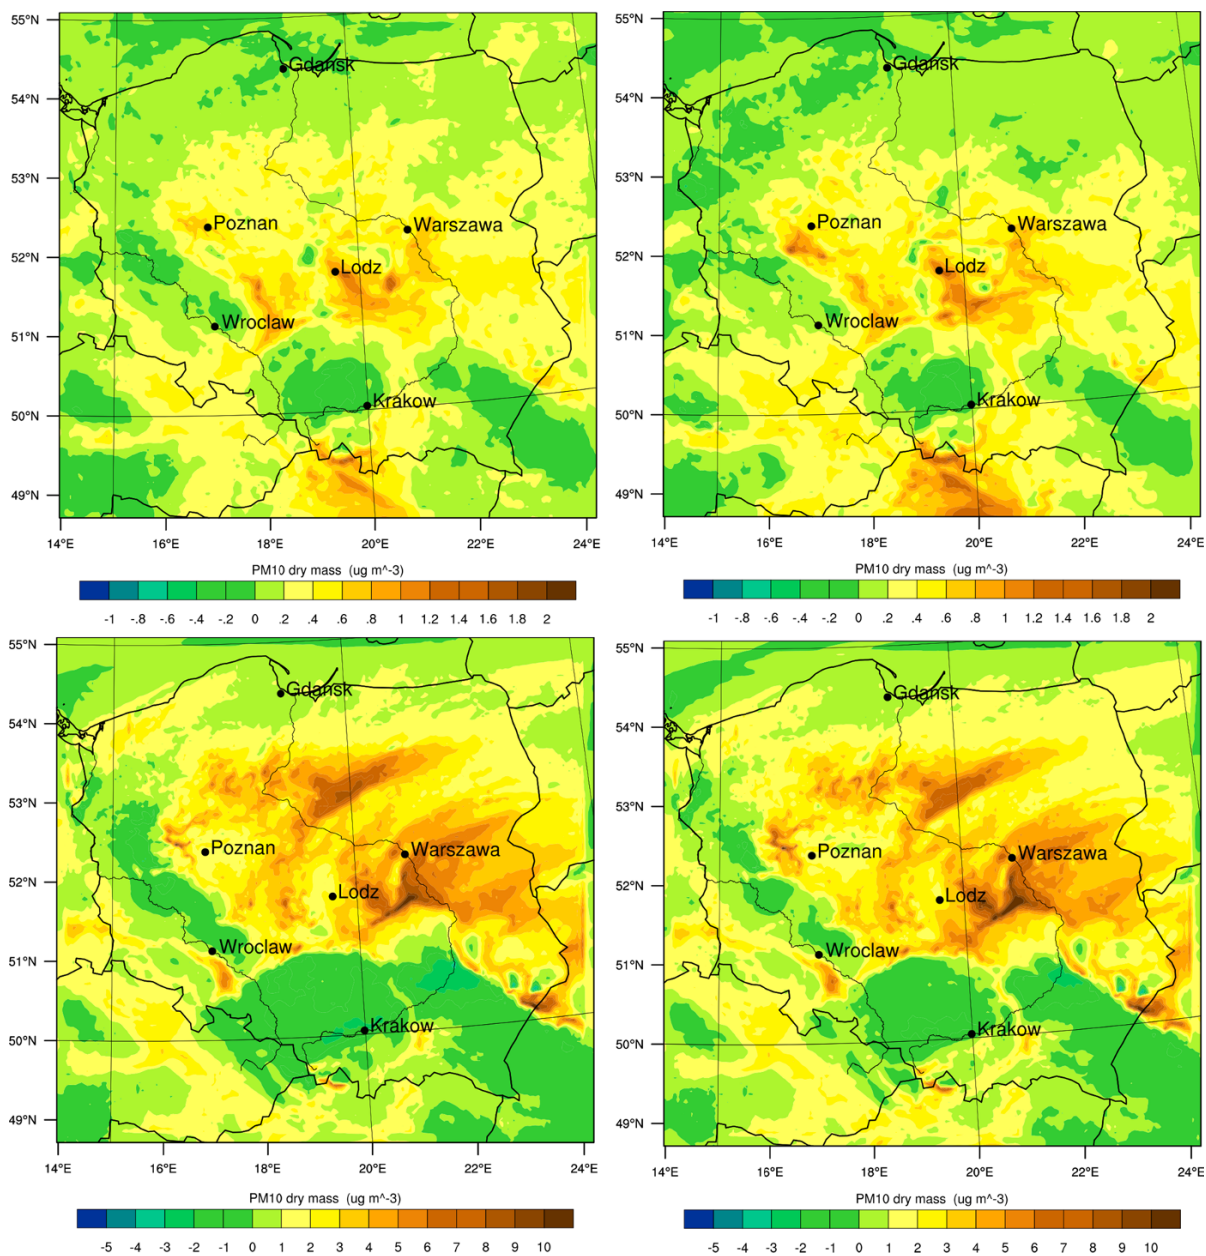 55°N
54°N
53°N
52°N
51°N
50°N
49°N
Gdansk
Poznan
Warszawa
Lodz
Wroclaw
Krakow
14°E 16°E 18°E 20°E 22°E 24°E
PM10 dry mass (ug m^-3)
-1 -.8 -.6 -.4 -.2 0 .2 .4 .6 .8 1 1.2 1.4 1.6 1.8 2
55°N
54°N
53°N
52°N
51°N
50°N
49°N
Gdansk
Poznan
Warszawa
Lodz
Wroclaw
Krakow
14°E 16°E 18°E 20°E 22°E 24°E
PM10 dry mass (ug m^-3)
-1 -.8 -.6 -.4 -.2 0 .2 .4 .6 .8 1 1.2 1.4 1.6 1.8 2
55°N
54°N
53°N
52°N
51°N
50°N
49°N
Gdansk
Poznan
Warszawa
Lodz
Wroclaw
Krakow
14°E 16°E 18°E 20°E 22°E 24°E
PM10 dry mass (ug m^-3)
-5 -4 -3 -2 -1 0 1 2 3 4 5 6 7 8 9 10
55°N
54°N
53°N
52°N
51°N
50°N
49°N
Gdansk
Poznan
Warszawa
Lodz
Wroclaw
Krakow
14°E 16°E 18°E 20°E 22°E 24°E
PM10 dry mass (ug m^-3)
-5 -4 -3 -2 -1 0 1 2 3 4 5 6 7 8 9 10